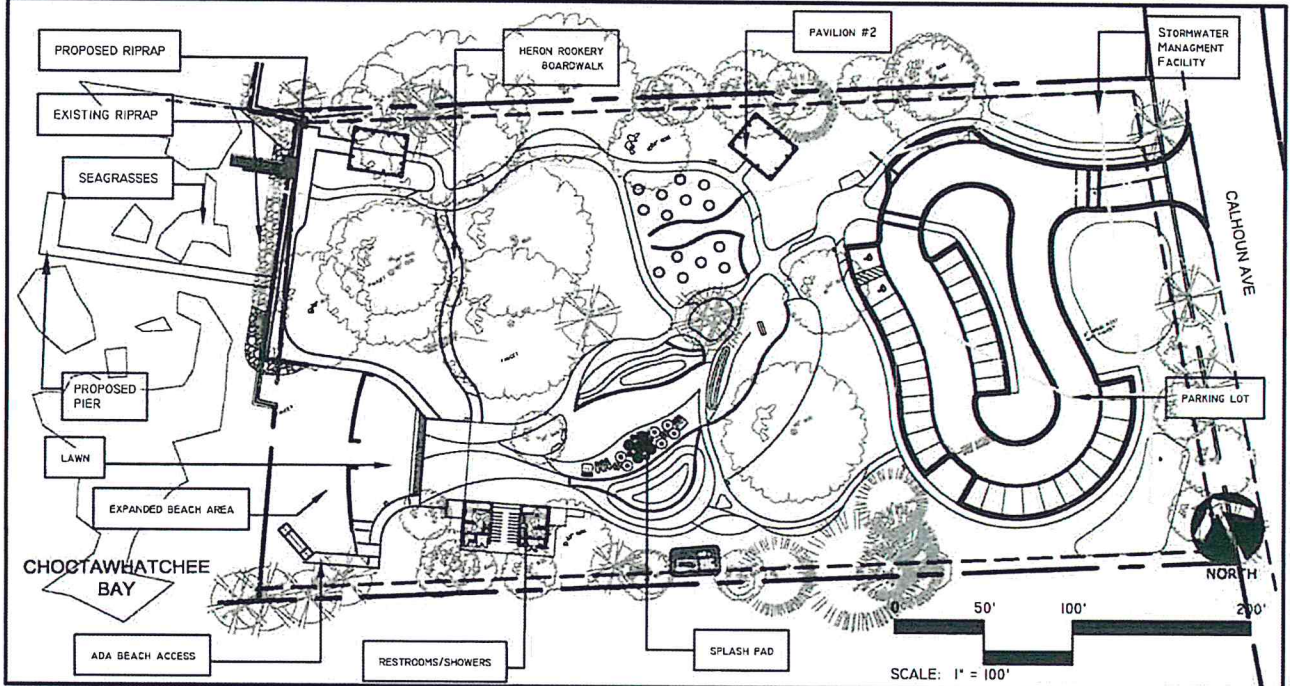 PROPOSED RIPRAP
HERON ROOKERY
BOARDWALK
PAVILION #2
STORMWATER
MANAGMENT
FACILITY
EXISTING RIPRAP
SEAGRASSES
CALHOUN AVE
PROPOSED
PIER
PARKING LOT
LAWN
EXPANDED BEACH AREA
CHOCTAWHATCHEE
BAY
NORTH
0 50' 100' 200'
ADA BEACH ACCESS
RESTROOMS/SHOWERS
SPLASH PAD
SCALE: 1" = 100'